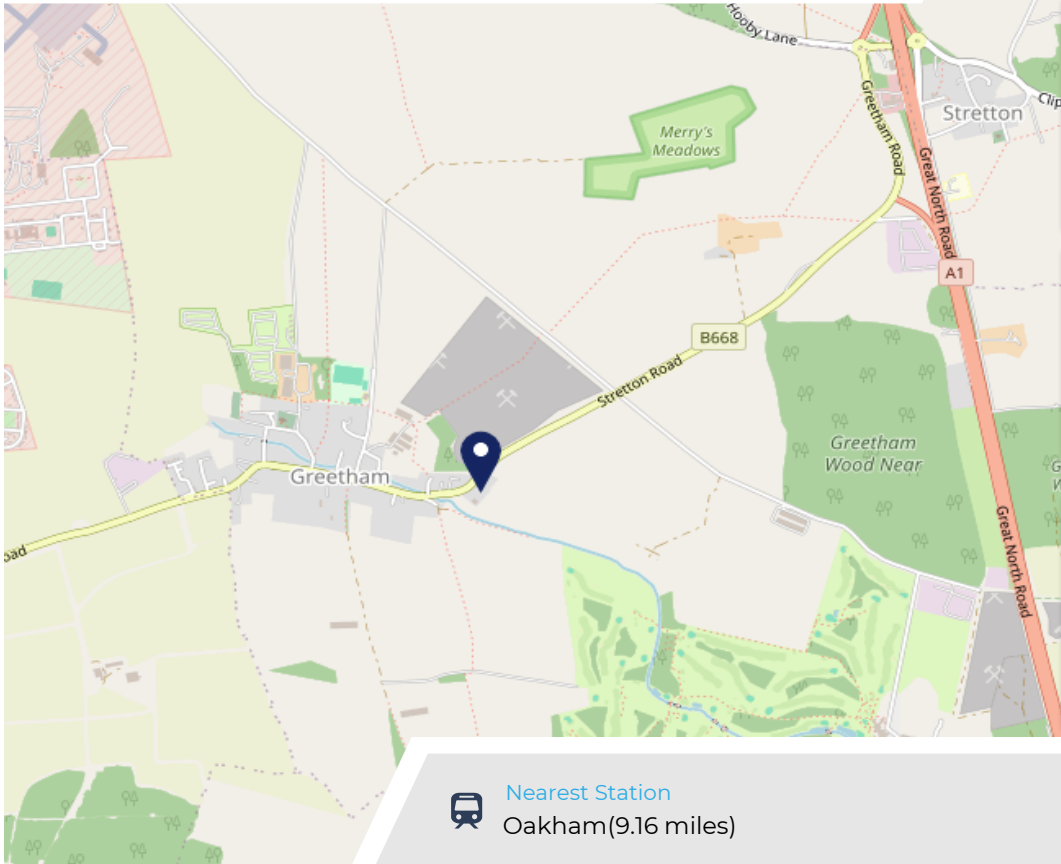 Hooby Lane
Clip
Stretton
Greetham Road
Merry's
Meadows
Great North Road
A1
B668
Stretton Road
Greetham
Wood Near
G
W
Greetham
Great North Road
oad
Nearest Station
Oakham(9.16 miles)